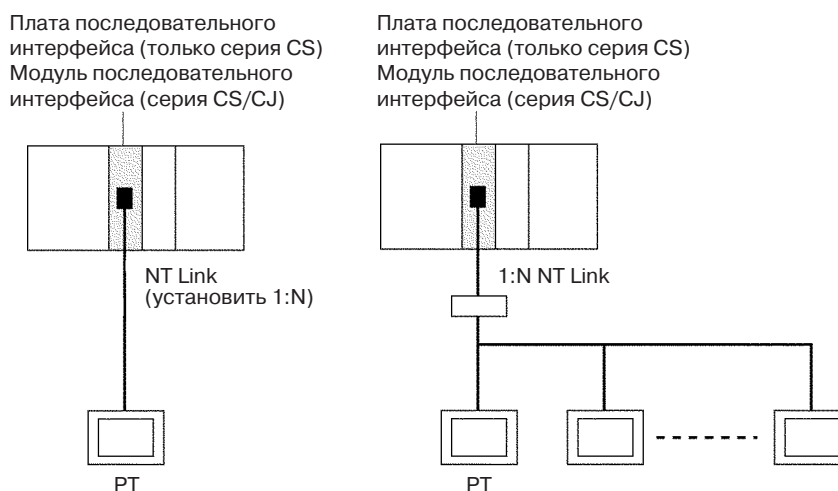 Плата последовательного
интерфейса (только серия CS)
Модуль последовательного
интерфейса (серия CS/CJ)
NT Link
(установить 1:N)
PT
Плата последовательного
интерфейса (только серия CS)
Модуль последовательного
интерфейса (серия CS/CJ)
1:N NT Link
PT